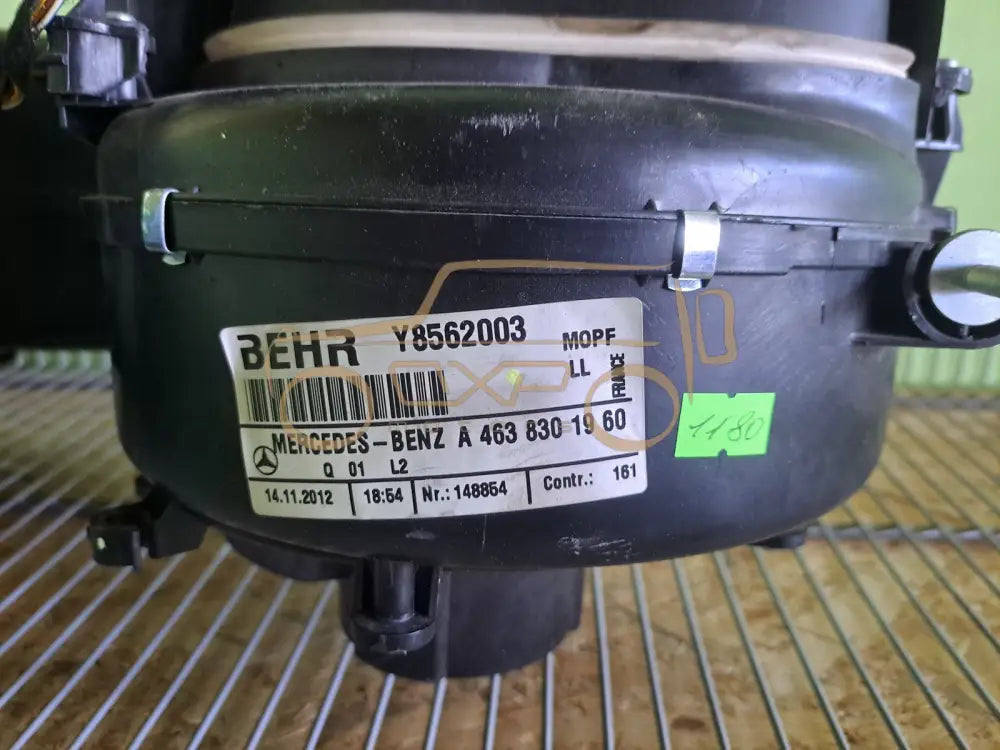 BEHR Y8562003 MOPF
LL
FRANCE
MERCEDES-BENZ A 463 830 19 60
Q 01 L2
14.11.2012 18:54 Nr.: 148854 Contr.: 161
1180